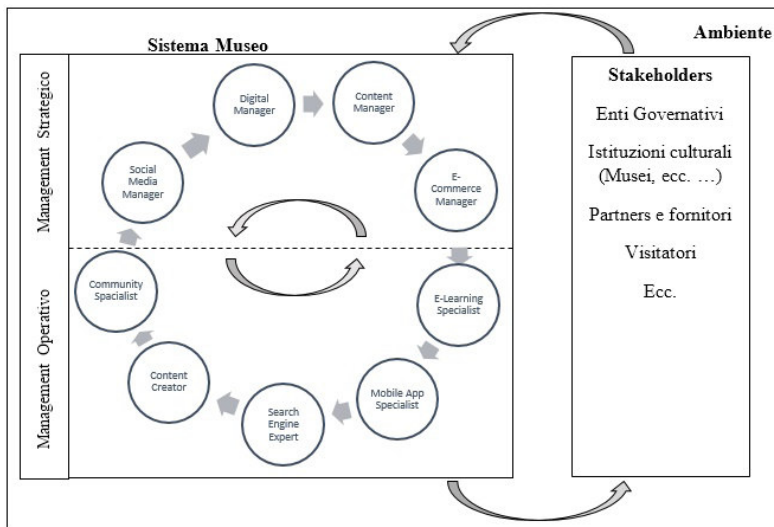 Ambiente
Sistema Museo
Management Strategico
Digital
Manager
Content
Manager
Social
Media
Manager
E-
Commerce
Manager
Management Operativo
Community
Spacialist
E-Learning
Specialist
Content
Creator
Mobile App
Specialist
Search
Engine
Expert
Stakeholders
Enti Governativi
Istituzioni culturali
(Musei, ecc. …)
Partners e fornitori
Visitatori
Ecc.